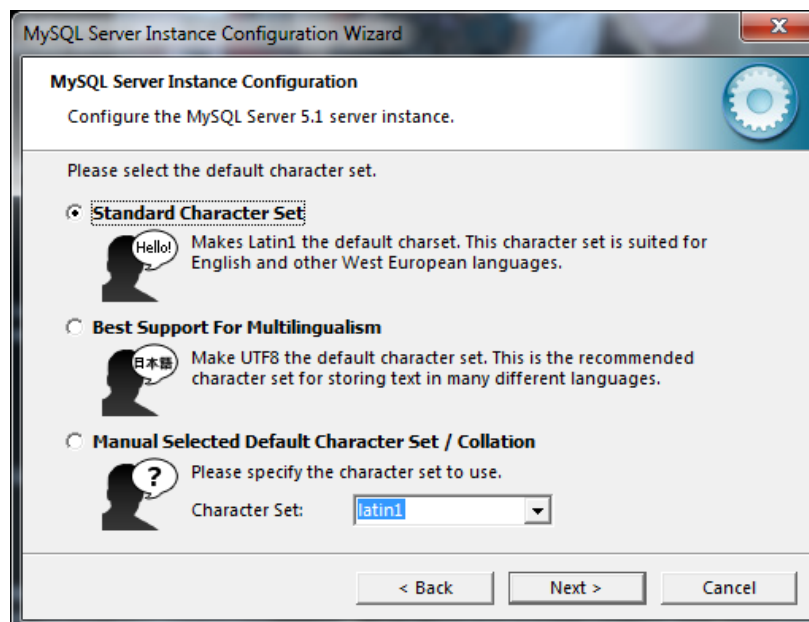 MySQL Server Instance Configuration Wizard
MySQL Server Instance Configuration
Configure the MySQL Server 5.1 server instance.
Please select the default character set.
Standard Character Set
Hello!
Makes Latin1 the default charset. This character set is suited for
English and other West European languages.
Best Support For Multilingualism
日本語
Make UTF8 the default character set. This is the recommended
character set for storing text in many different languages.
Manual Selected Default Character Set / Collation
?
Please specify the character set to use.
Character Set: latin1
< Back Next > Cancel